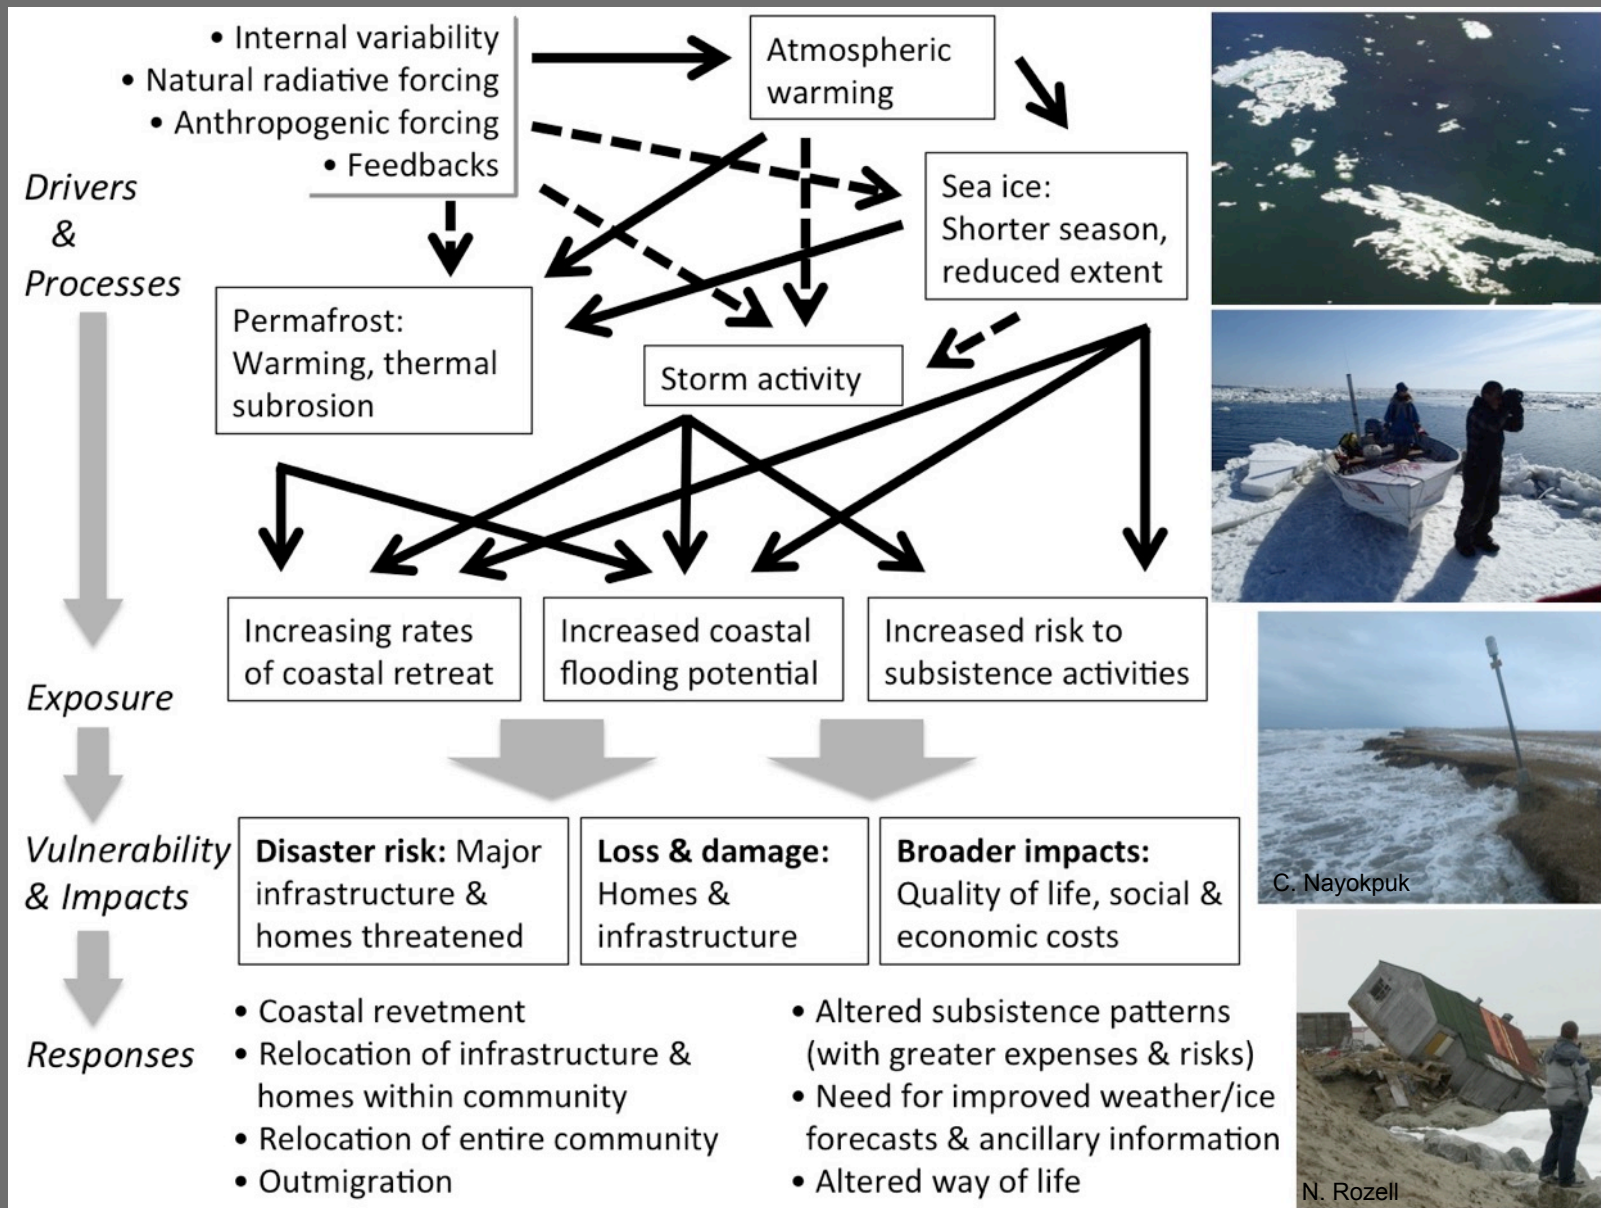 • Internal variability
• Natural radiative forcing
• Anthropogenic forcing
• Feedbacks
Atmospheric
warming
Drivers
&
Processes
Sea ice:
Shorter season,
reduced extent
Permafrost:
Warming, thermal
subrosion
Storm activity
Exposure
Increasing rates
of coastal retreat
Increased coastal
flooding potential
Increased risk to
subsistence activities
Vulnerability
& Impacts
Disaster risk: Major
infrastructure &
homes threatened
Loss & damage:
Homes &
infrastructure
Broader impacts:
Quality of life, social &
economic costs
C. Nayokpuk
Responses
• Coastal revetment
• Relocation of infrastructure &
homes within community
• Relocation of entire community
• Outmigration
• Altered subsistence patterns
(with greater expenses & risks)
• Need for improved weather/ice
forecasts & ancillary information
• Altered way of life
N. Rozell